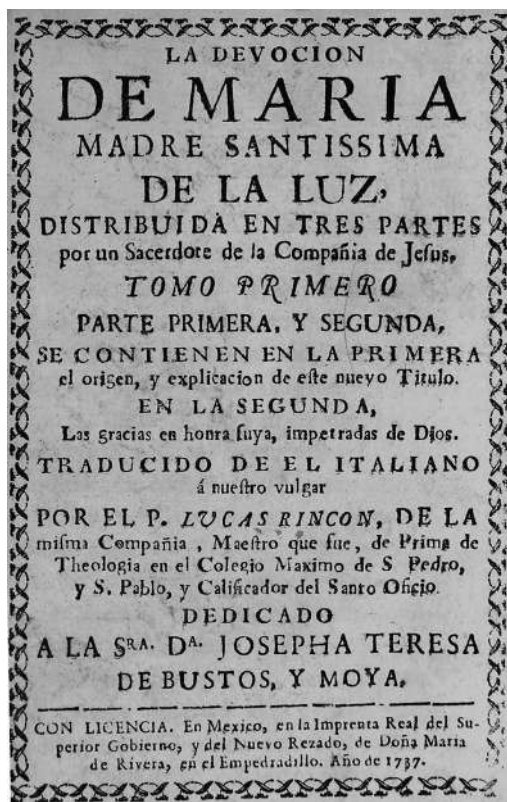 LA DEVOCION
DE MARIA
MADRE SANTISSIMA
DE LA LUZ,
DISTRIBUIDA EN TRES PARTES
por un Sacerdote de la Compañia de Jesus,
TOMO PRIMERO
PARTE PRIMERA, Y SEGUNDA,
SE CONTIENEN EN LA PRIMERA
el origen, y explicacion de eſte nuevo Titulo.
EN LA SEGUNDA,
Las gracias en honra ſuya, impetradas de Dios.
TRADUCIDO DE EL ITALIANO
á nueſtro vulgar
POR EL P. LUCAS RINCON, DE LA
miſma Compañia, Maeſtro que fue, de Prima de
Theologia en el Colegio Maximo de S. Pedro,
y S. Pablo, y Calificador del Santo Oficio.
DEDICADO
A LA SRA. DA. JOSEPHA TERESA
DE BUSTOS, Y MOYA,
CON LICENCIA. En Mexico, en la Imprenta Real del Su-
perior Gobierno, y del Nuevo Rezado, de Doña Maria
de Rivera, en el Empedradillo. Año de 1737.